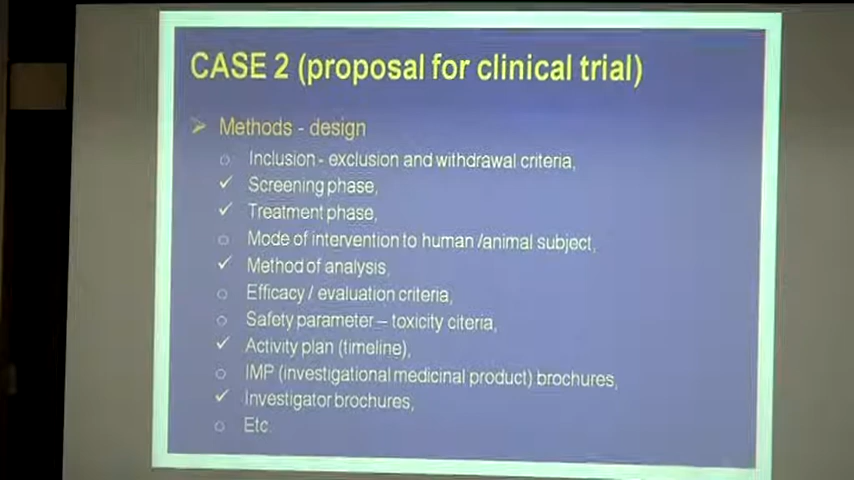 CASE 2 (proposal for clinical trial)
➢ Methods - design
○ Inclusion - exclusion and withdrawal criteria,
✓ Screening phase,
✓ Treatment phase,
○ Mode of intervention to human /animal subject,
✓ Method of analysis,
○ Efficacy / evaluation criteria,
○ Safety parameter – toxicity citeria,
✓ Activity plan (timeline),
○ IMP (investigational medicinal product) brochures,
✓ Investigator brochures,
○ Etc.